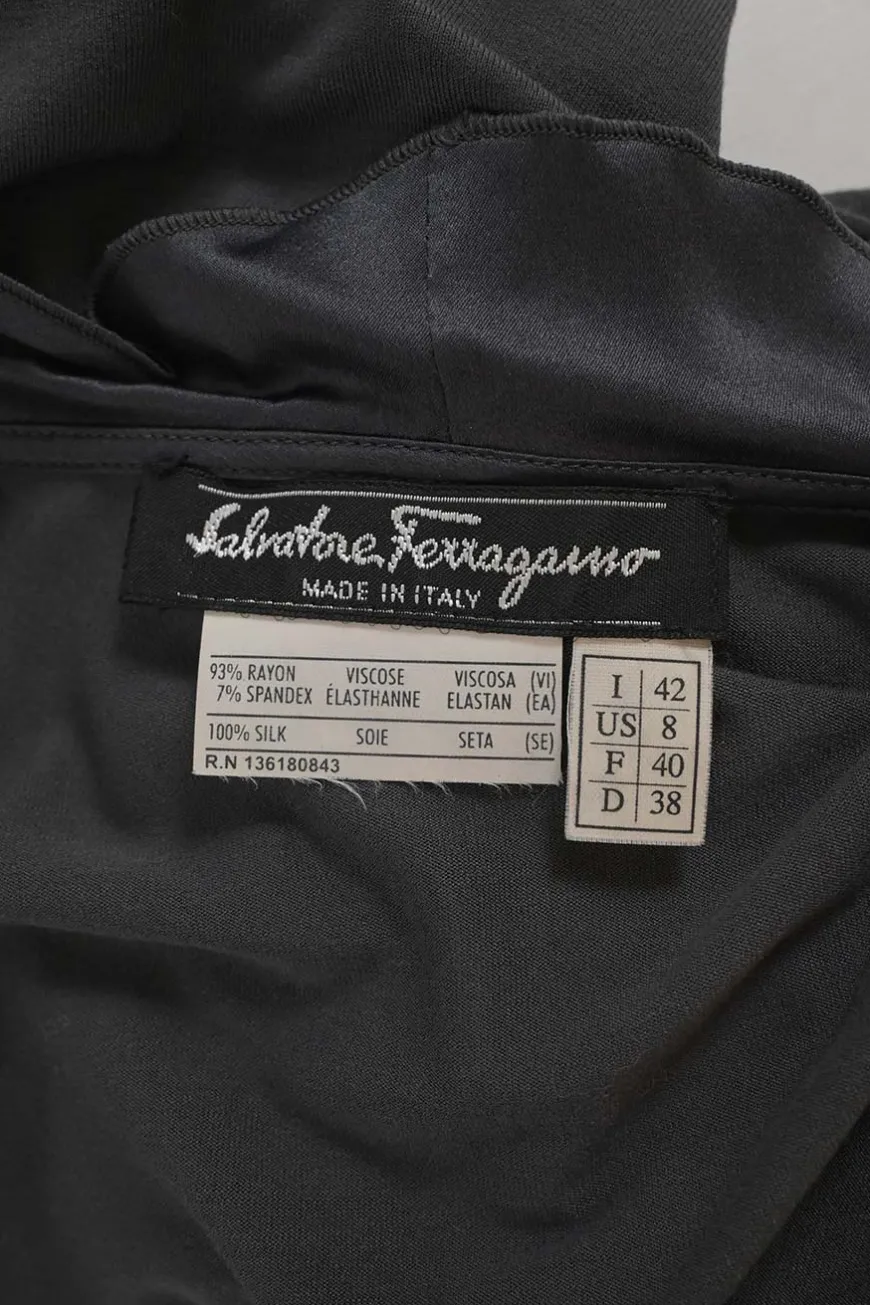 Salvatore Ferragamo
MADE IN ITALY
93% RAYON VISCOSE VISCOSA (VI)
7% SPANDEX ÉLASTHANNE ELASTAN (EA)
100% SILK SOIE SETA (SE)
R.N 136180843
I 42
US 8
F 40
D 38